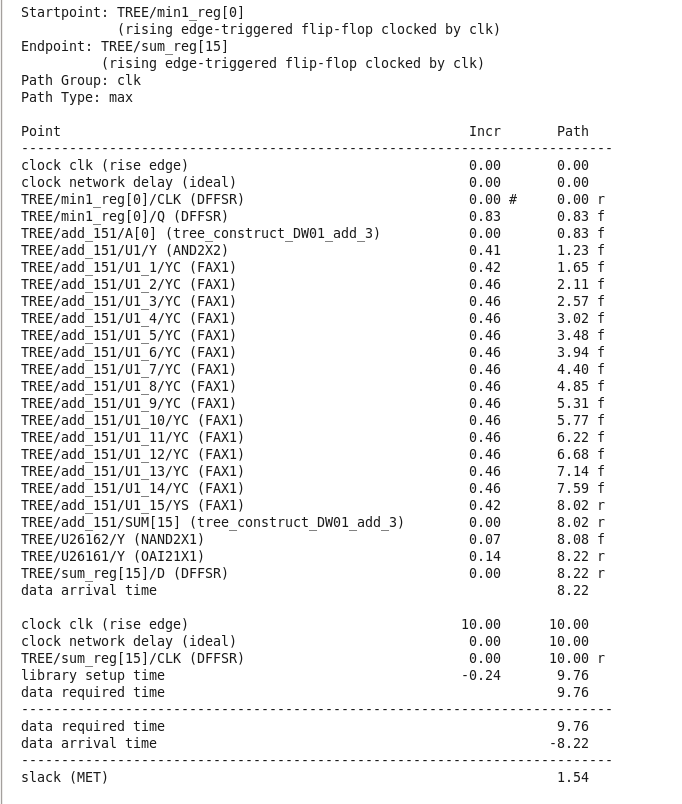 Startpoint: TREE/min1_reg[0]
(rising edge-triggered flip-flop clocked by clk)
Endpoint: TREE/sum_reg[15]
(rising edge-triggered flip-flop clocked by clk)
Path Group: clk
Path Type: max
Point Incr Path
--------------------------------------------------------------------------
clock clk (rise edge) 0.00 0.00
clock network delay (ideal) 0.00 0.00
TREE/min1_reg[0]/CLK (DFFSR) 0.00 # 0.00 r
TREE/min1_reg[0]/Q (DFFSR) 0.83 0.83 f
TREE/add_151/A[0] (tree_construct_DW01_add_3) 0.00 0.83 f
TREE/add_151/U1/Y (AND2X2) 0.41 1.23 f
TREE/add_151/U1_1/YC (FAX1) 0.42 1.65 f
TREE/add_151/U1_2/YC (FAX1) 0.46 2.11 f
TREE/add_151/U1_3/YC (FAX1) 0.46 2.57 f
TREE/add_151/U1_4/YC (FAX1) 0.46 3.02 f
TREE/add_151/U1_5/YC (FAX1) 0.46 3.48 f
TREE/add_151/U1_6/YC (FAX1) 0.46 3.94 f
TREE/add_151/U1_7/YC (FAX1) 0.46 4.40 f
TREE/add_151/U1_8/YC (FAX1) 0.46 4.85 f
TREE/add_151/U1_9/YC (FAX1) 0.46 5.31 f
TREE/add_151/U1_10/YC (FAX1) 0.46 5.77 f
TREE/add_151/U1_11/YC (FAX1) 0.46 6.22 f
TREE/add_151/U1_12/YC (FAX1) 0.46 6.68 f
TREE/add_151/U1_13/YC (FAX1) 0.46 7.14 f
TREE/add_151/U1_14/YC (FAX1) 0.46 7.59 f
TREE/add_151/U1_15/YS (FAX1) 0.42 8.02 r
TREE/add_151/SUM[15] (tree_construct_DW01_add_3) 0.00 8.02 r
TREE/U26162/Y (NAND2X1) 0.07 8.08 f
TREE/U26161/Y (OAI21X1) 0.14 8.22 r
TREE/sum_reg[15]/D (DFFSR) 0.00 8.22 r
data arrival time 8.22
clock clk (rise edge) 10.00 10.00
clock network delay (ideal) 0.00 10.00
TREE/sum_reg[15]/CLK (DFFSR) 0.00 10.00 r
library setup time -0.24 9.76
data required time 9.76
--------------------------------------------------------------------------
data required time 9.76
data arrival time -8.22
--------------------------------------------------------------------------
slack (MET) 1.54